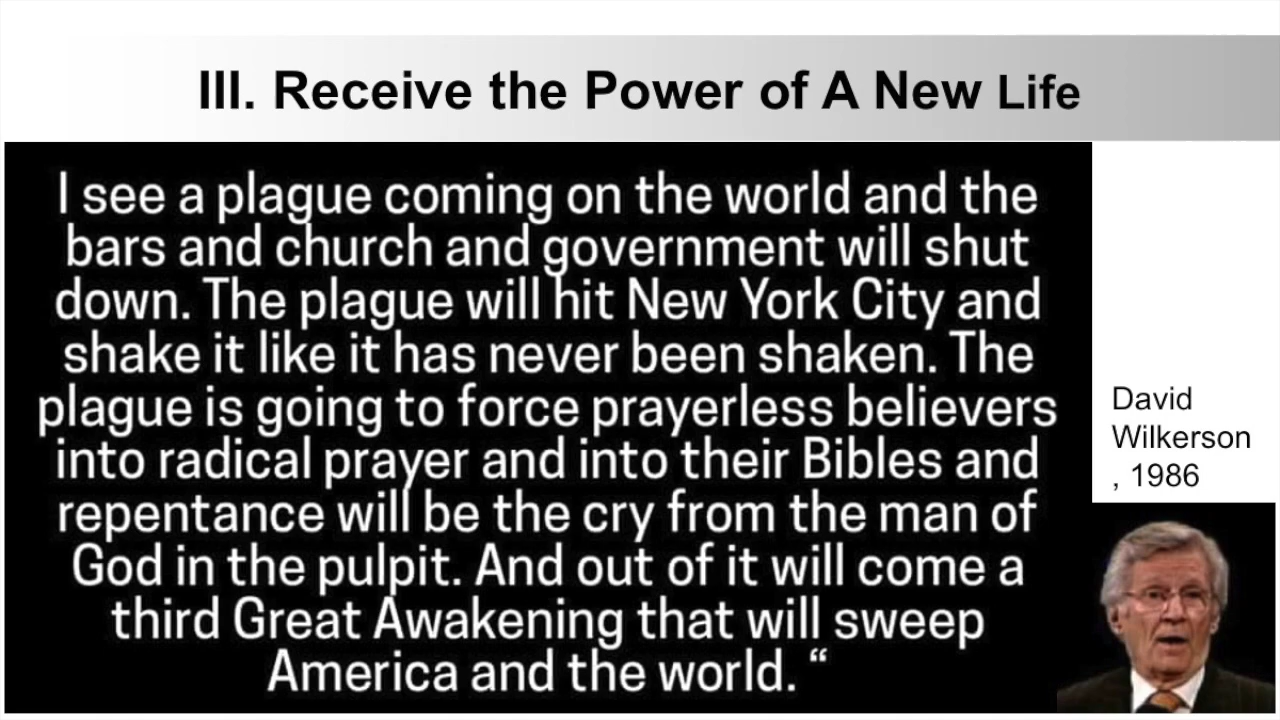 III. Receive the Power of A New Life
I see a plague coming on the world and the
bars and church and government will shut
down. The plague will hit New York City and
shake it like it has never been shaken. The
plague is going to force prayerless believers
into radical prayer and into their Bibles and
repentance will be the cry from the man of
God in the pulpit. And out of it will come a
third Great Awakening that will sweep
America and the world. “
David
Wilkerson
, 1986